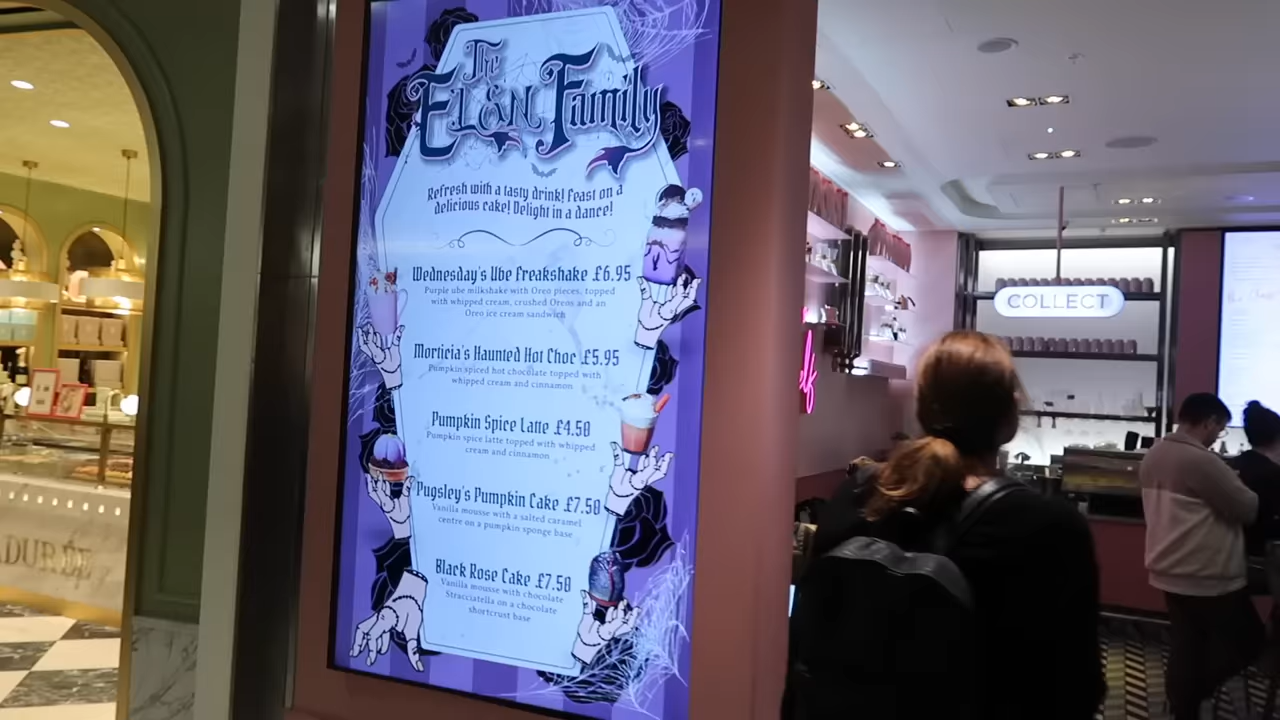 The
EL&N Family
Refresh with a tasty drink! Feast on a
delicious cake! Delight in a dance!
Wednesday's Ube Freakshake £6.95
Purple ube milkshake with Oreo pieces, topped
with whipped cream, crushed Oreos and an
Oreo ice cream sandwich
Morticia's Haunted Hot Choc £5.95
Pumpkin spiced hot chocolate topped with
whipped cream and cinnamon
Pumpkin Spice Latte £4.50
Pumpkin spice latte topped with whipped
cream and cinnamon
Pugsley's Pumpkin Cake £7.50
Vanilla mousse with a salted caramel
centre on a pumpkin sponge base
Black Rose Cake £7.50
Vanilla mousse with chocolate
Stracciatella on a chocolate
shortcrust base
COLLECT
elf
ADURÉE